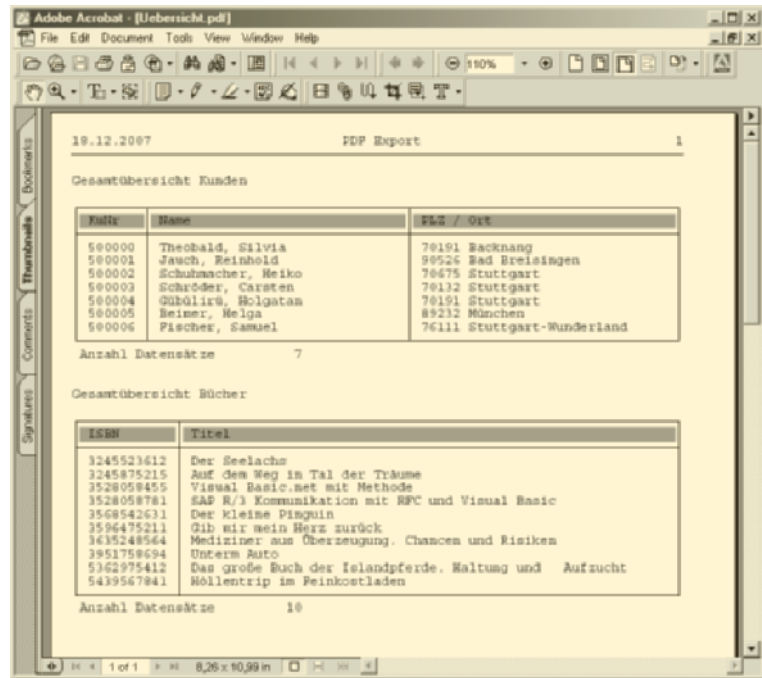 Adobe Acrobat - [Uebersicht.pdf]
File Edit Document Tools View Window Help
110%
Bookmarks
Thumbnails
Comments
Signatures
18.12.2007 PDF Export 1
Gesamtübersicht Kunden
KuNr Name PLZ / Ort
500000 Theobald, Silvia 70191 Backnang
500001 Jauch, Reinhold 90526 Bad Breisingen
500002 Schuhmacher, Heiko 70675 Stuttgart
500003 Schröder, Carsten 70132 Stuttgart
500004 Holgatan 70191 Stuttgart
500005 Beimer, Helga 89232 München
500006 Fischer, Samuel 76111 Stuttgart-Wunderland
Anzahl Datensätze 7
Gesamtübersicht Bücher
ISBN Titel
3245523612 Der Seelachs
3245875215 Auf dem Weg im Tal der Träume
3528058455 Visual Basic.net mit Methode
3528058781 SAP R/3 Kommunikation mit RFC und Visual Basic
3568542631 Der kleine Pinguin
3596475211 Gib mir mein Herz zurück
3635248564 Mediziner aus Überzeugung. Chancen und Risiken
3951758694 Unterm Auto
5362975412 Das große Buch der Islandpferde. Haltung und Aufzucht
5439567841 Höllentrip im Feinkostladen
Anzahl Datensätze 10
1 of 1 8,26 x 10,99 in